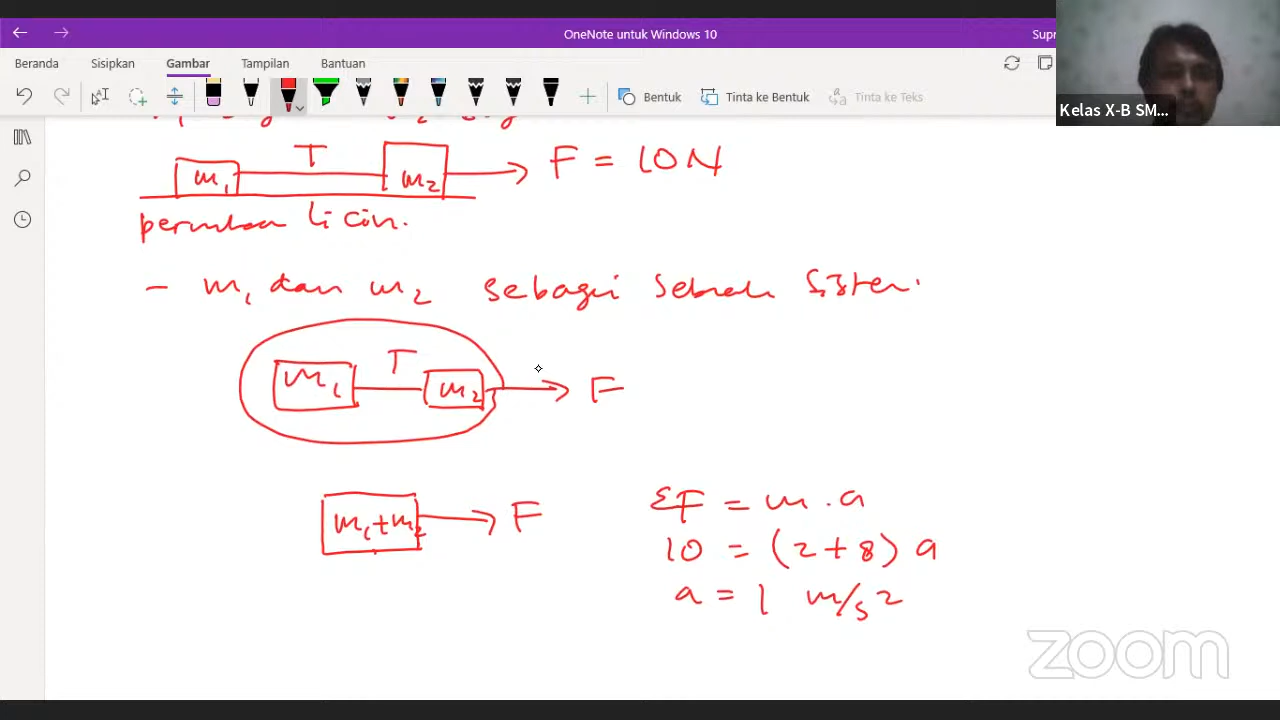 OneNote untuk Windows 10
Supr
Beranda Sisipkan Gambar Tampilan Bantuan
Bentuk Tinta ke Bentuk Tinta ke Teks
Kelas X-B SM...
T
m1 m2 F = 10 N
licin.
- m1 dan m2 sebagai sebuah sistem.
T
m1 m2 F
m1+m2 F
ΣF = m . a
10 = (2+8) a
a = 1 m/s2
zoom